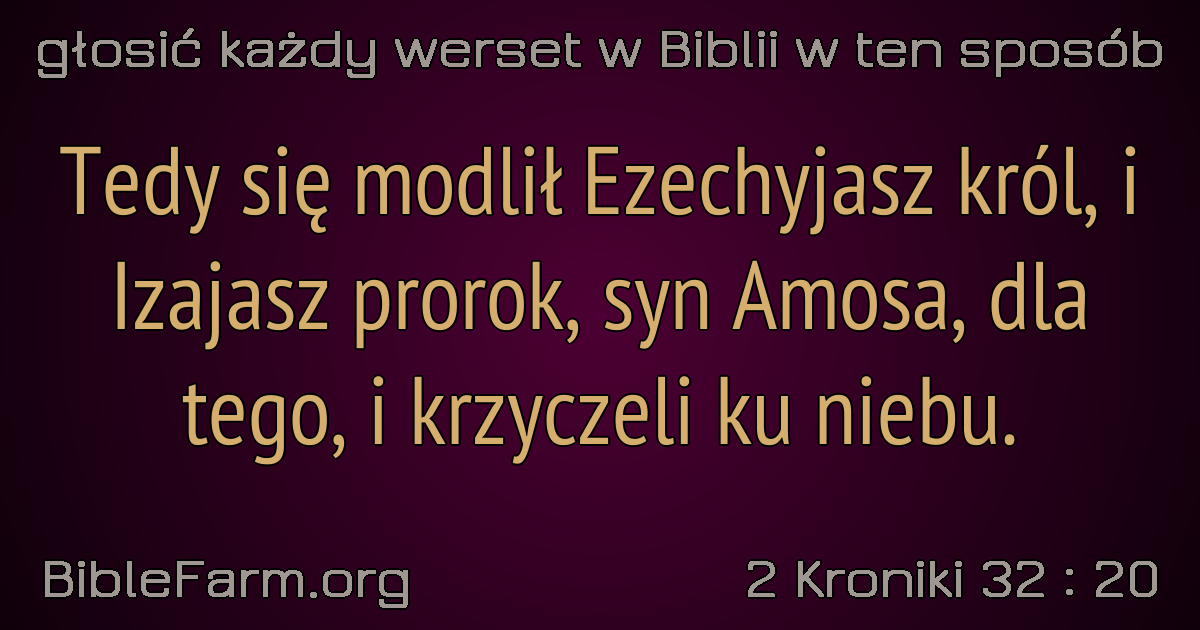 głosić każdy werset w Biblii w ten sposób
Tedy się modlił Ezechyjasz król, i
Izajasz prorok, syn Amosa, dla
tego, i krzyczeli ku niebu.
BibleFarm.org
2 Kroniki 32 : 20